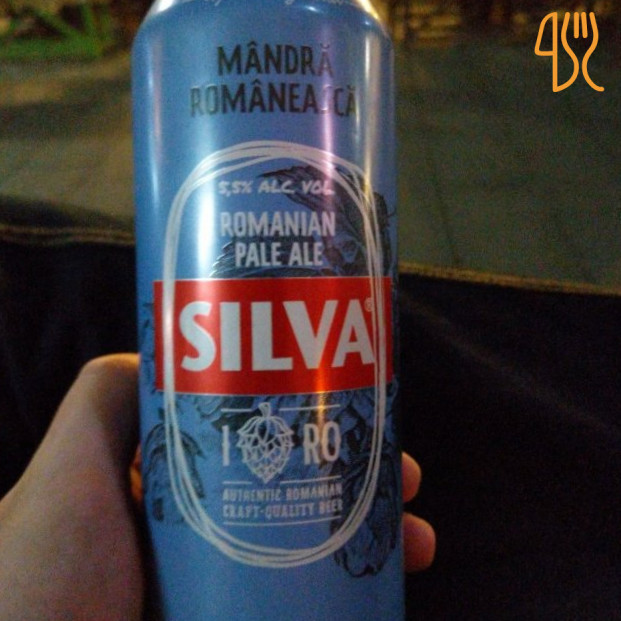 MÂNDRĂ
ROMÂNEASCĂ
5,5% ALC. VOL.
ROMANIAN
PALE ALE
SILVA®
I RO
AUTHENTIC ROMANIAN
CRAFT-QUALITY BEER